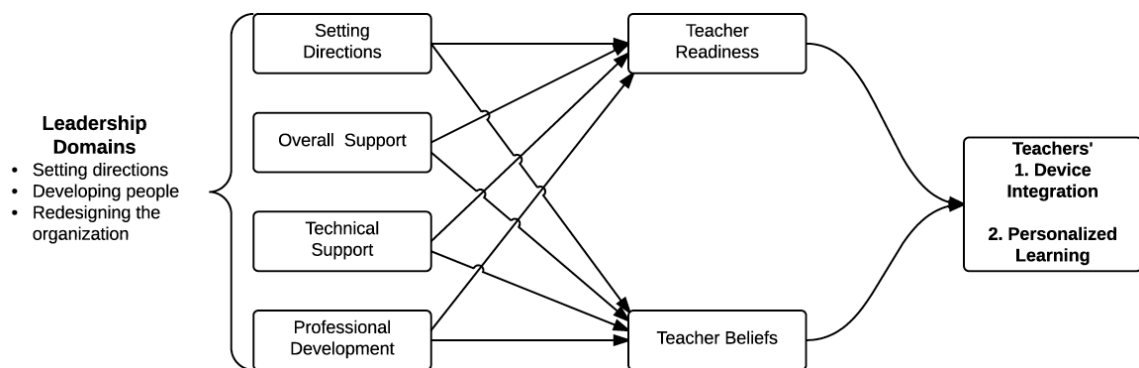 Leadership
Domains
• Setting directions
• Developing people
• Redesigning the
organization
Setting
Directions
Overall Support
Technical
Support
Professional
Development
Teacher
Readiness
Teacher Beliefs
Teachers'
1. Device
Integration
2. Personalized
Learning